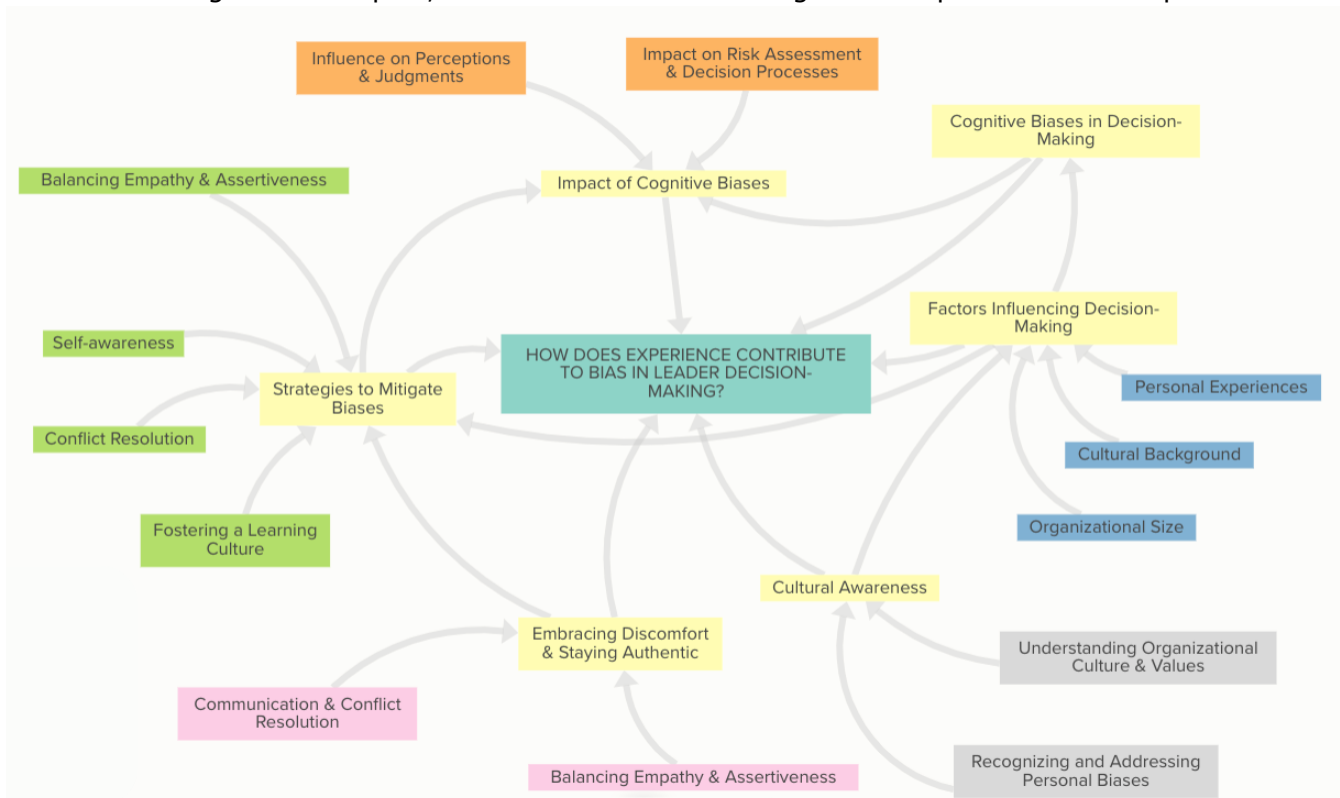 Influence on Perceptions
& Judgments
Impact on Risk Assessment
& Decision Processes
Cognitive Biases in Decision-
Making
Balancing Empathy & Assertiveness
Impact of Cognitive Biases
Factors Influencing Decision-
Making
Self-awareness
HOW DOES EXPERIENCE CONTRIBUTE
TO BIAS IN LEADER DECISION-
MAKING?
Strategies to Mitigate
Biases
Personal Experiences
Conflict Resolution
Cultural Background
Fostering a Learning
Culture
Organizational Size
Cultural Awareness
Embracing Discomfort
& Staying Authentic
Understanding Organizational
Culture & Values
Communication & Conflict
Resolution
Balancing Empathy & Assertiveness
Recognizing and Addressing
Personal Biases